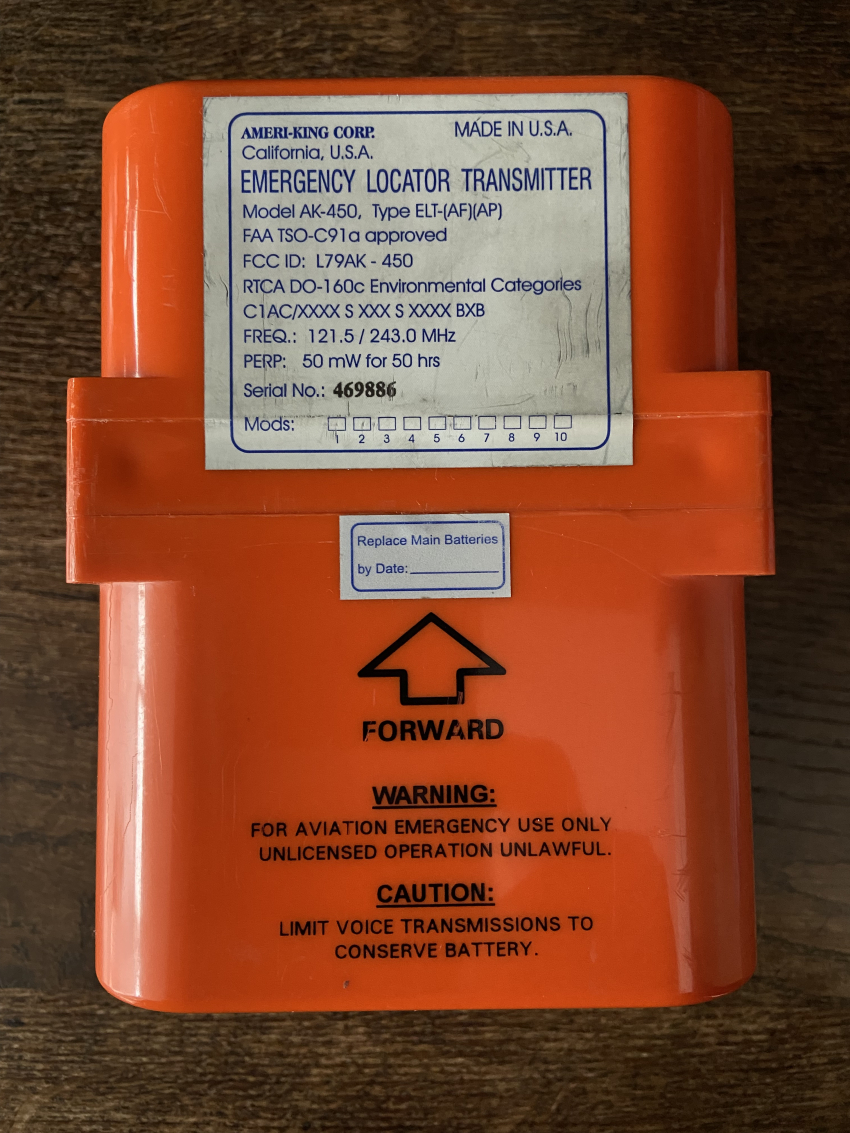 AMERI-KING CORP. MADE IN U.S.A.
California, U.S.A.
EMERGENCY LOCATOR TRANSMITTER
Model AK-450, Type ELT-(AF)(AP)
FAA TSO-C91a approved
FCC ID: L79AK - 450
RTCA DO-160c Environmental Categories
C1AC/XXXX S XXX S XXXX BXB
FREQ.: 121.5 / 243.0 MHz
PERP: 50 mW for 50 hrs
Serial No.: 469886
Mods:
1 2 3 4 5 6 7 8 9 10
Replace Main Batteries
by Date:
FORWARD
WARNING:
FOR AVIATION EMERGENCY USE ONLY
UNLICENSED OPERATION UNLAWFUL.
CAUTION:
LIMIT VOICE TRANSMISSIONS TO
CONSERVE BATTERY.